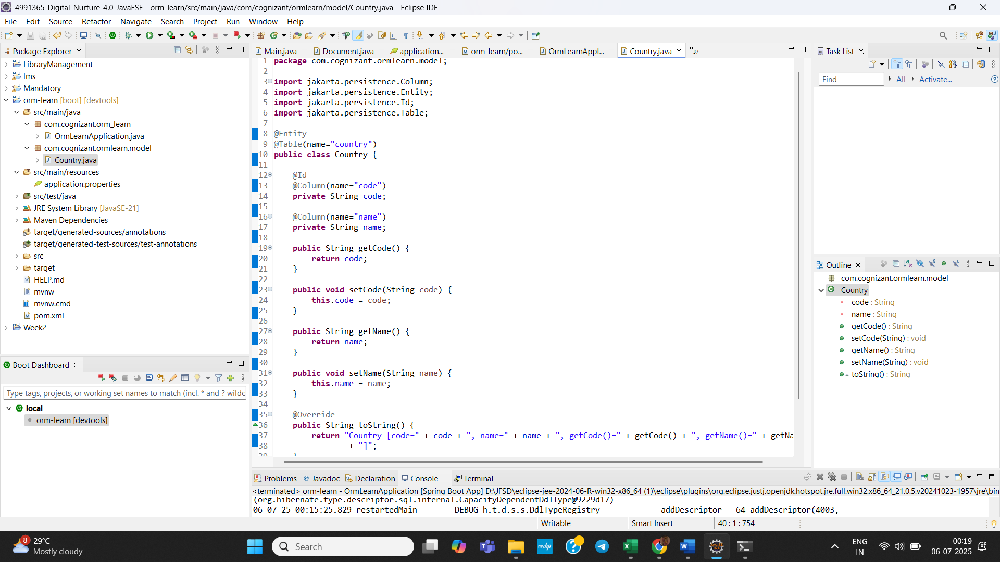 4991365-Digital-Nurture-4.0-JavaFSE - orm-learn/src/main/java/com/cognizant/ormlearn/model/Country.java - Eclipse IDE
File Edit Source Refactor Navigate Search Project Run Window Help
Package Explorer
LibraryManagement
lms
Mandatory
orm-learn [boot] [devtools]
src/main/java
com.cognizant.orm_learn
OrmLearnApplication.java
com.cognizant.ormlearn.model
Country.java
src/main/resources
application.properties
src/test/java
JRE System Library [JavaSE-21]
Maven Dependencies
target/generated-sources/annotations
target/generated-test-sources/test-annotations
src
target
HELP.md
mvnw
mvnw.cmd
pom.xml
Week2
Boot Dashboard
Type tags, projects, or working set names to match (incl. * and ? wildc
local
orm-learn [devtools]
Main.java Document.java application... orm-learn/po... OrmLearnAppl... Country.java 37
1 package com.cognizant.ormlearn.model;
2
3 import jakarta.persistence.Column;
4 import jakarta.persistence.Entity;
5 import jakarta.persistence.Id;
6 import jakarta.persistence.Table;
7
8 @Entity
9 @Table(name="country")
10 public class Country {
11
12 @Id
13 @Column(name="code")
14 private String code;
15
16 @Column(name="name")
17 private String name;
18
19 public String getCode() {
20 return code;
21 }
22
23 public void setCode(String code) {
24 this.code = code;
25 }
26
27 public String getName() {
28 return name;
29 }
30
31 public void setName(String name) {
32 this.name = name;
33 }
34
35 @Override
36 public String toString() {
37 return "Country [code=" + code + ", name=" + name + ", getCode()=" + getCode() + ", getName()=" + getNa
38 + "]";
39 }
Task List
Find All Activate...
Outline
com.cognizant.ormlearn.model
Country
code : String
name : String
getCode() : String
setCode(String) : void
getName() : String
setName(String) : void
toString() : String
Problems Javadoc Declaration Console Terminal
<terminated> orm-learn - OrmLearnApplication [Spring Boot App] D:\JFSD\eclipse-jee-2024-06-R-win32-x86_64 (1)\eclipse\plugins\org.eclipse.justj.openjdk.hotspot.jre.full.win32.x86_64_21.0.5.v20241023-1957\jre\bin
(org.hibernate.type.descriptor.sql.internal.CapacityDependentDdlType@9229d17)
06-07-25 00:15:25.829 restartedMain DEBUG h.t.d.s.s.DdlTypeRegistry addDescriptor 64 addDescriptor(4003,
Writable Smart Insert 40 : 1 : 754
8 29°C
Mostly cloudy
Search
myhp
ENG
IN
00:19
06-07-2025